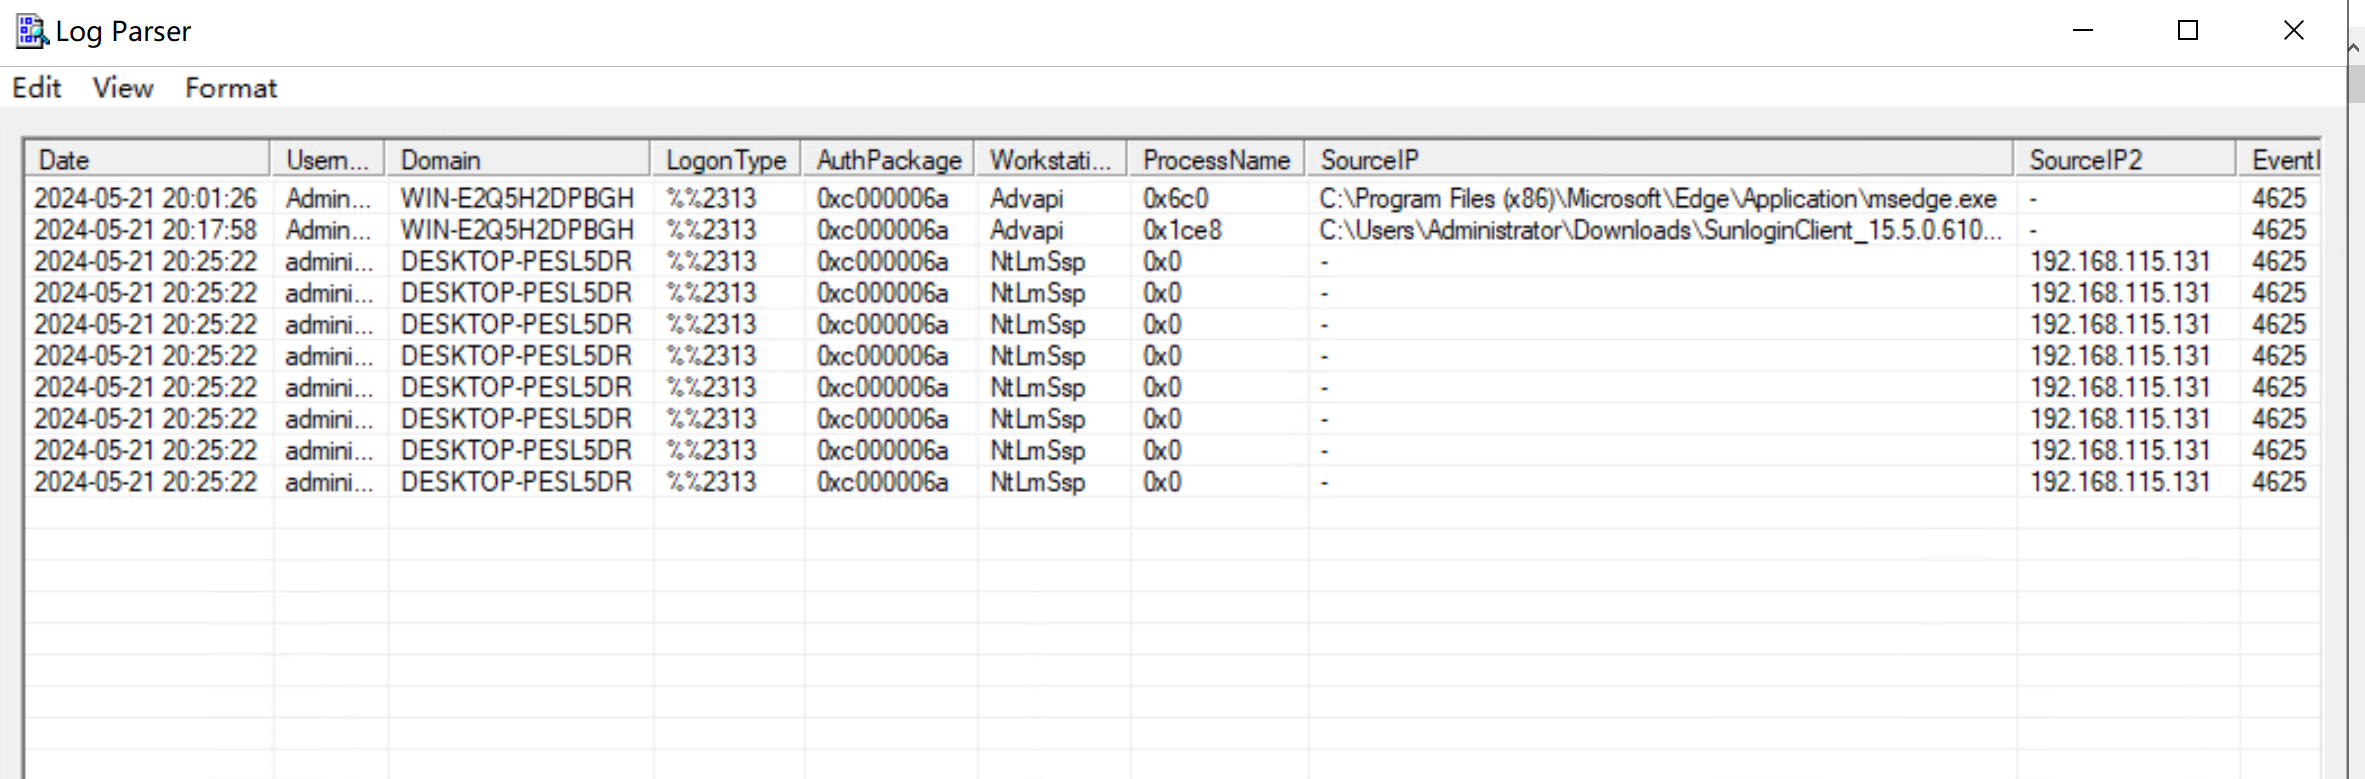 Log Parser
Edit View Format
Date Usern... Domain LogonType AuthPackage Workstati... ProcessName SourceIP SourceIP2 EventI
2024-05-21 20:01:26 Admin... WIN-E2Q5H2DPBGH %%2313 0xc000006a Advapi 0x6c0 C:\Program Files (x86)\Microsoft\Edge\Application\msedge.exe - 4625
2024-05-21 20:17:58 Admin... WIN-E2Q5H2DPBGH %%2313 0xc000006a Advapi 0x1ce8 C:\Users\Administrator\Downloads\SunloginClient_15.5.0.610... - 4625
2024-05-21 20:25:22 admini... DESKTOP-PESL5DR %%2313 0xc000006a NtLmSsp 0x0 - 192.168.115.131 4625
2024-05-21 20:25:22 admini... DESKTOP-PESL5DR %%2313 0xc000006a NtLmSsp 0x0 - 192.168.115.131 4625
2024-05-21 20:25:22 admini... DESKTOP-PESL5DR %%2313 0xc000006a NtLmSsp 0x0 - 192.168.115.131 4625
2024-05-21 20:25:22 admini... DESKTOP-PESL5DR %%2313 0xc000006a NtLmSsp 0x0 - 192.168.115.131 4625
2024-05-21 20:25:22 admini... DESKTOP-PESL5DR %%2313 0xc000006a NtLmSsp 0x0 - 192.168.115.131 4625
2024-05-21 20:25:22 admini... DESKTOP-PESL5DR %%2313 0xc000006a NtLmSsp 0x0 - 192.168.115.131 4625
2024-05-21 20:25:22 admini... DESKTOP-PESL5DR %%2313 0xc000006a NtLmSsp 0x0 - 192.168.115.131 4625
2024-05-21 20:25:22 admini... DESKTOP-PESL5DR %%2313 0xc000006a NtLmSsp 0x0 - 192.168.115.131 4625